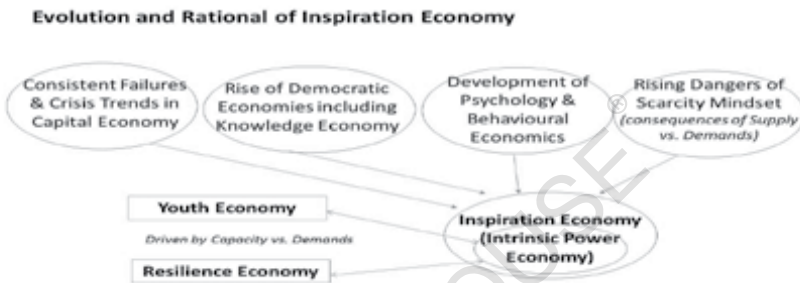 Evolution and Rational of Inspiration Economy
Consistent Failures
& Crisis Trends in
Capital Economy
Rise of Democratic
Economies including
Knowledge Economy
Development of
Psychology &
Behavioural
Economics
Rising Dangers of
Scarcity Mindset
(consequences of Supply
vs. Demands)
Youth Economy
Driven by Capacity vs. Demands
Resilience Economy
Inspiration Economy
(Intrinsic Power
Economy)
OUSE